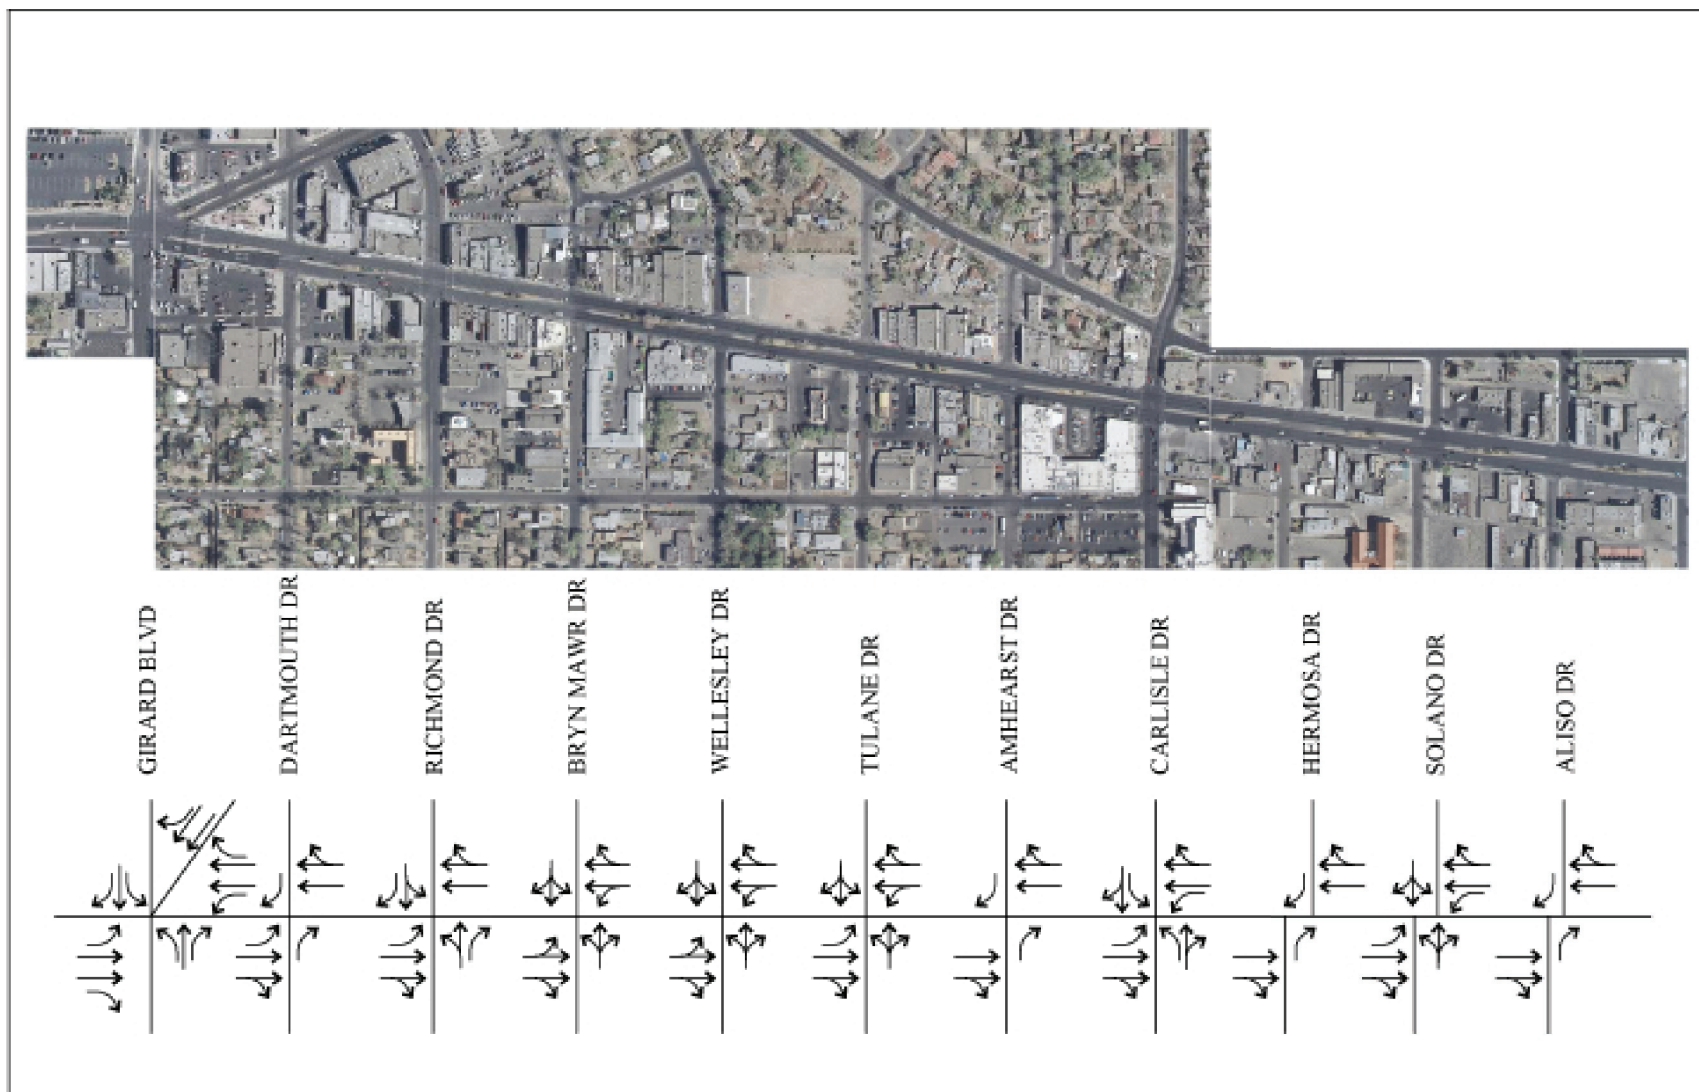 GIRARD BLVD
DARTMOUTH DR
RICHMOND DR
BRYN MAWR DR
WELLESLEY DR
TULANE DR
AMHEARST DR
CARLISLE DR
HERMOSA DR
SOLANO DR
ALISO DR